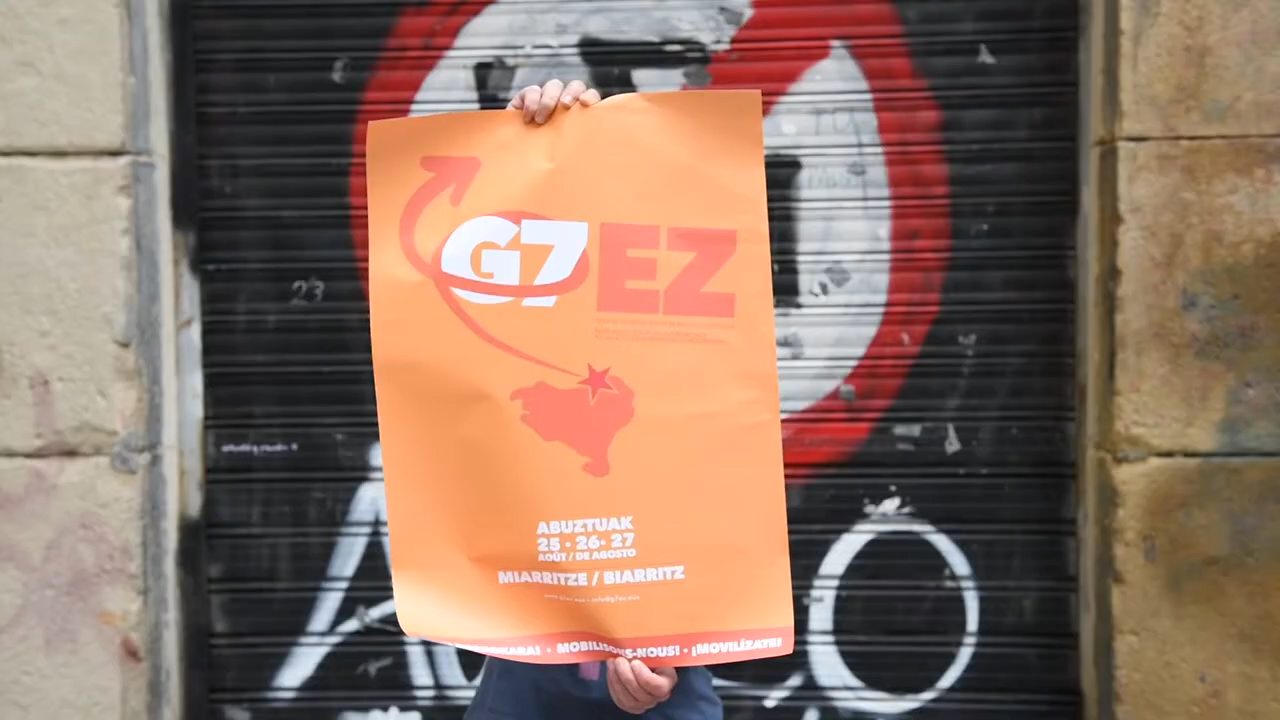 G7 EZ
ABUZTUAK
25 · 26 · 27
AOÛT / DE AGOSTO
MIARRITZE / BIARRITZ
MOBILISONS-NOUS! · ¡MOVILÍZATE!
23